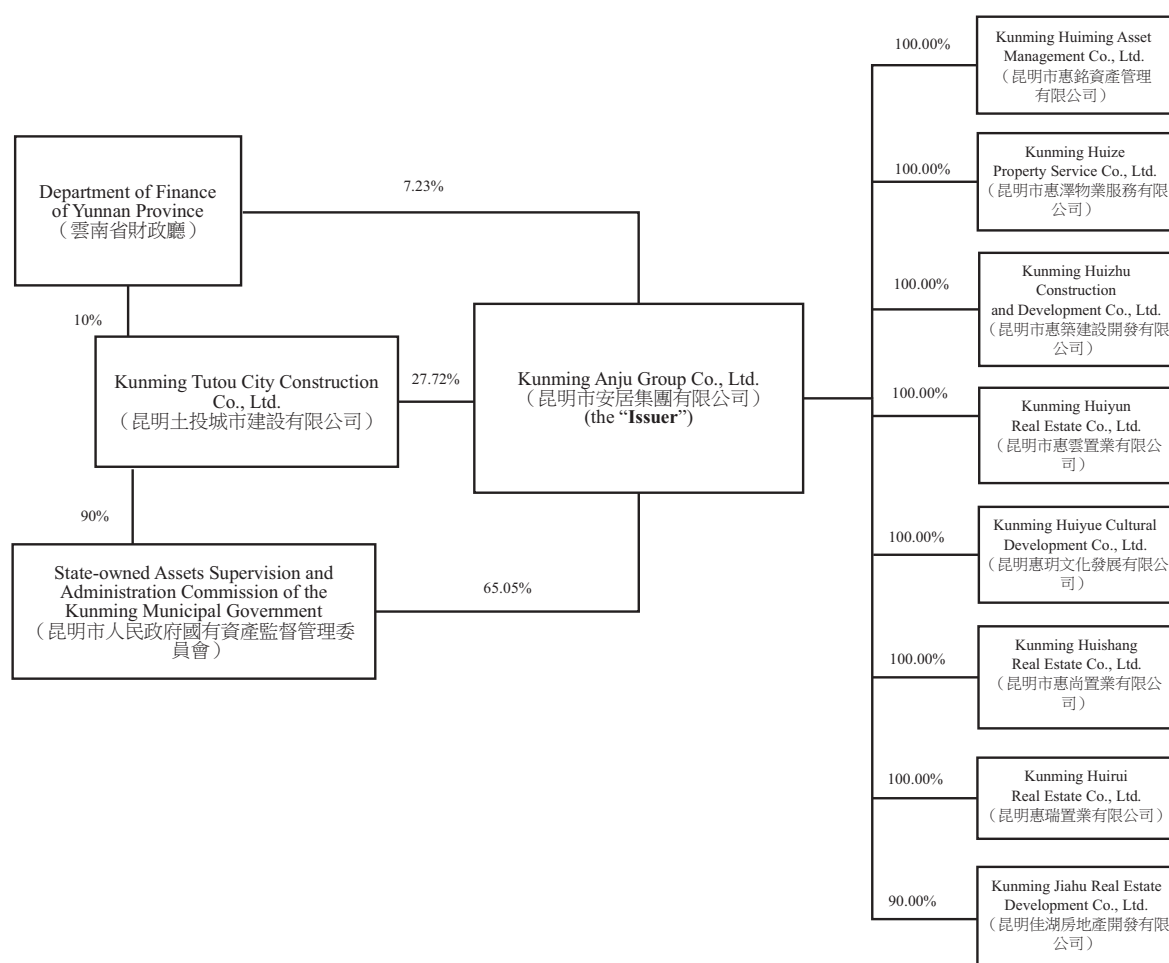 Department of Finance
of Yunnan Province
（雲南省財政廳）
7.23%
10%
Kunming Tutou City Construction
Co., Ltd.
（昆明土投城市建設有限公司）
27.72%
90%
State-owned Assets Supervision and
Administration Commission of the
Kunming Municipal Government
（昆明市人民政府國有資產監督管理委
員會）
65.05%
Kunming Anju Group Co., Ltd.
（昆明市安居集團有限公司）
(the “Issuer”)
100.00%
Kunming Huiming Asset
Management Co., Ltd.
（昆明市惠銘資產管理
有限公司）
100.00%
Kunming Huize
Property Service Co., Ltd.
（昆明市惠澤物業服務有限
公司）
100.00%
Kunming Huizhu
Construction
and Development Co., Ltd.
（昆明市惠築建設開發有限
公司）
100.00%
Kunming Huiyun
Real Estate Co., Ltd.
（昆明市惠雲置業有限公
司）
100.00%
Kunming Huiyue Cultural
Development Co., Ltd.
（昆明惠玥文化發展有限公
司）
100.00%
Kunming Huishang
Real Estate Co., Ltd.
（昆明市惠尚置業有限公
司）
100.00%
Kunming Huirui
Real Estate Co., Ltd.
（昆明惠瑞置業有限公司）
90.00%
Kunming Jiahu Real Estate
Development Co., Ltd.
（昆明佳湖房地產開發有限
公司）